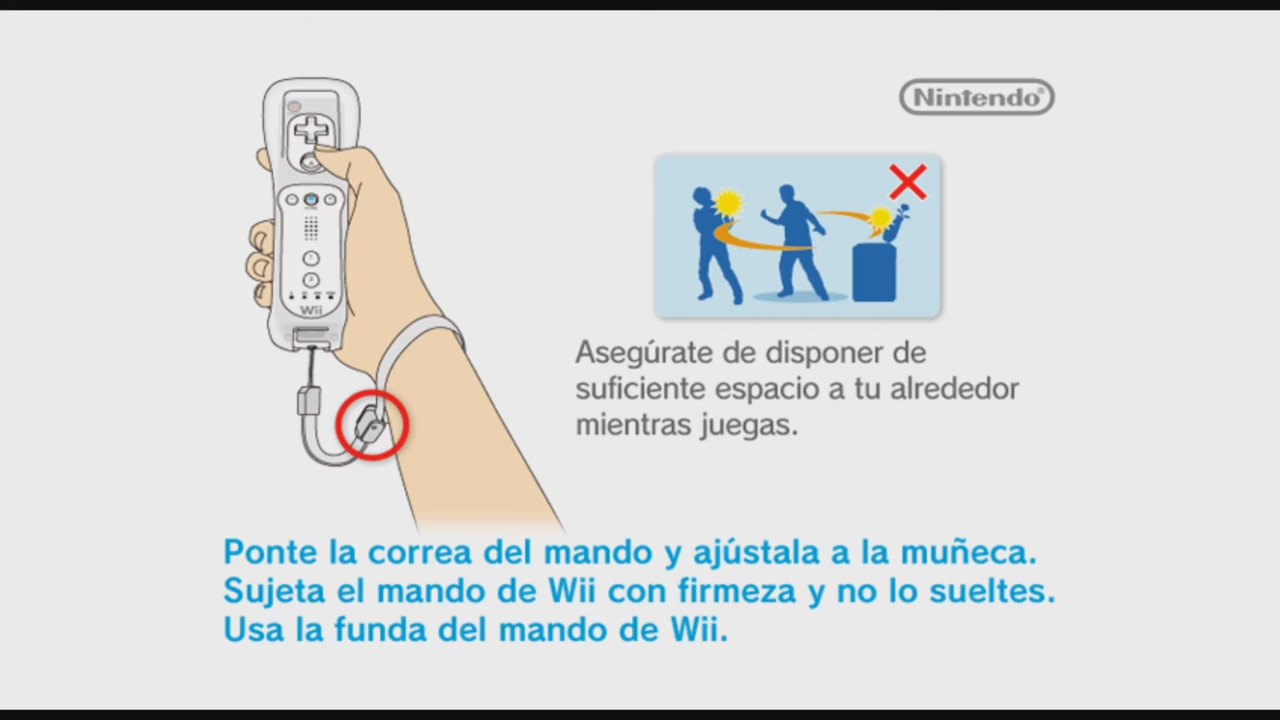 Nintendo®
Wii
Asegúrate de disponer de
suficiente espacio a tu alrededor
mientras juegas.
Ponte la correa del mando y ajústala a la muñeca.
Sujeta el mando de Wii con firmeza y no lo sueltes.
Usa la funda del mando de Wii.